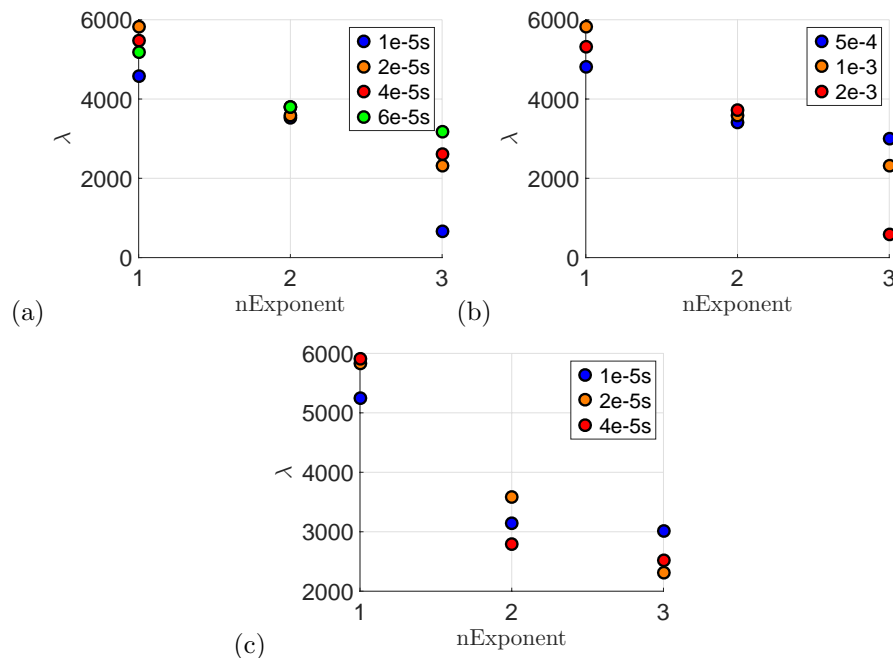 6000
4000
2000
0
λ
1e-5s
2e-5s
4e-5s
6e-5s
1 2 3
nExponent
(a)
6000
4000
2000
0
λ
5e-4
1e-3
2e-3
1 2 3
nExponent
(b)
6000
5000
4000
3000
2000
λ
1e-5s
2e-5s
4e-5s
1 2 3
nExponent
(c)